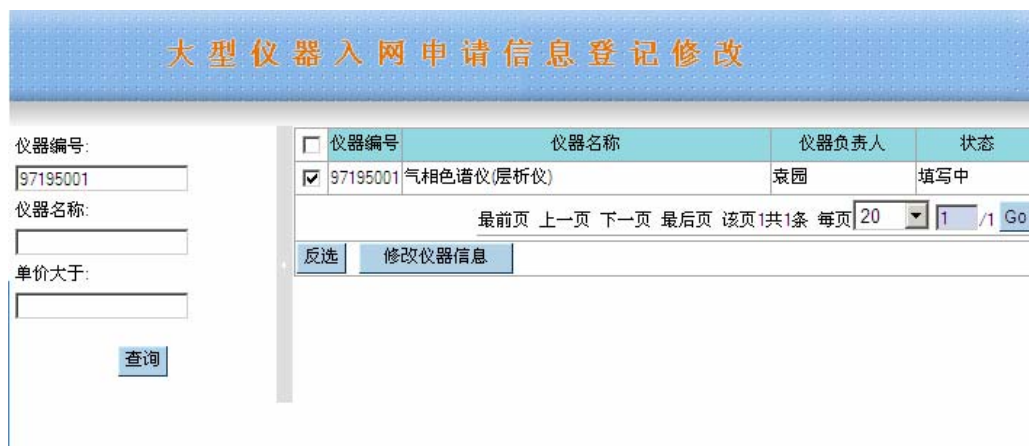 大型仪器入网申请信息登记修改
仪器编号:
97195001
仪器名称:
单价大于:
查询
仪器编号 仪器名称 仪器负责人 状态
97195001 气相色谱仪(层析仪) 袁园 填写中
最前页 上一页 下一页 最后页 该页1共1条 每页 20 1 /1 Go
反选 修改仪器信息